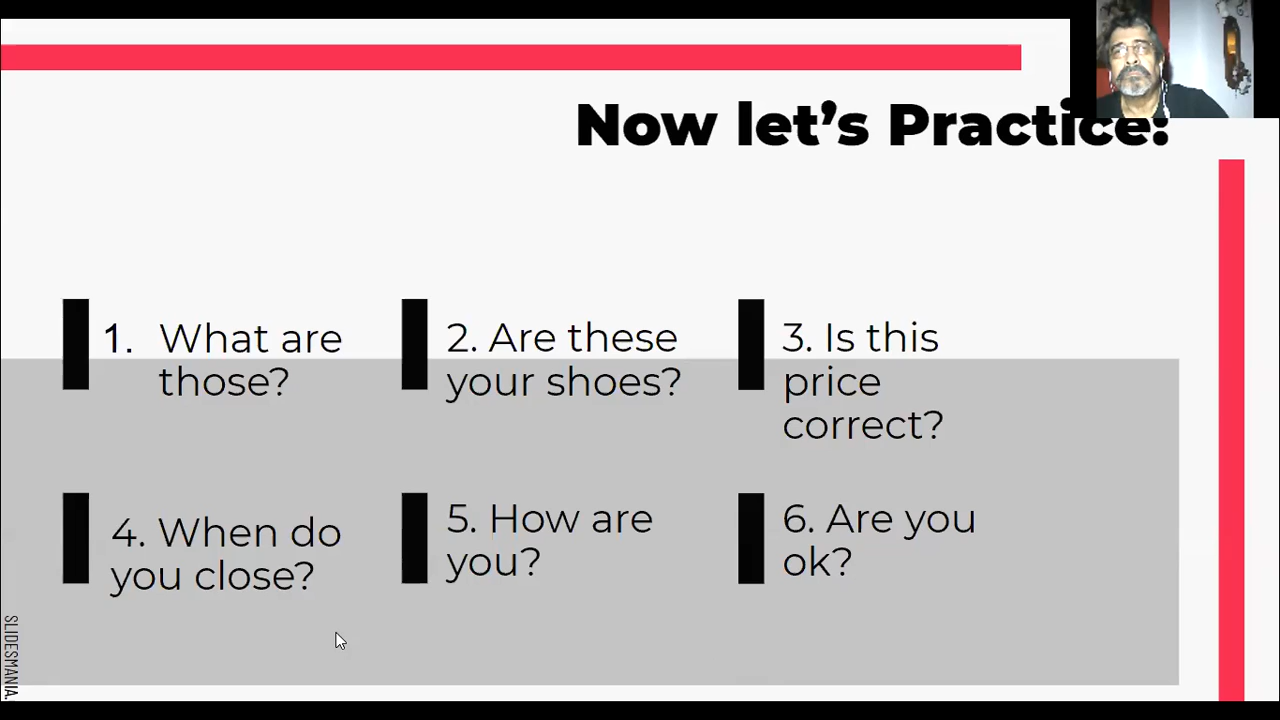 Now let's Practice:
1. What are
those?
2. Are these
your shoes?
3. Is this
price
correct?
4. When do
you close?
5. How are
you?
6. Are you
ok?
SLIDESMANIA.